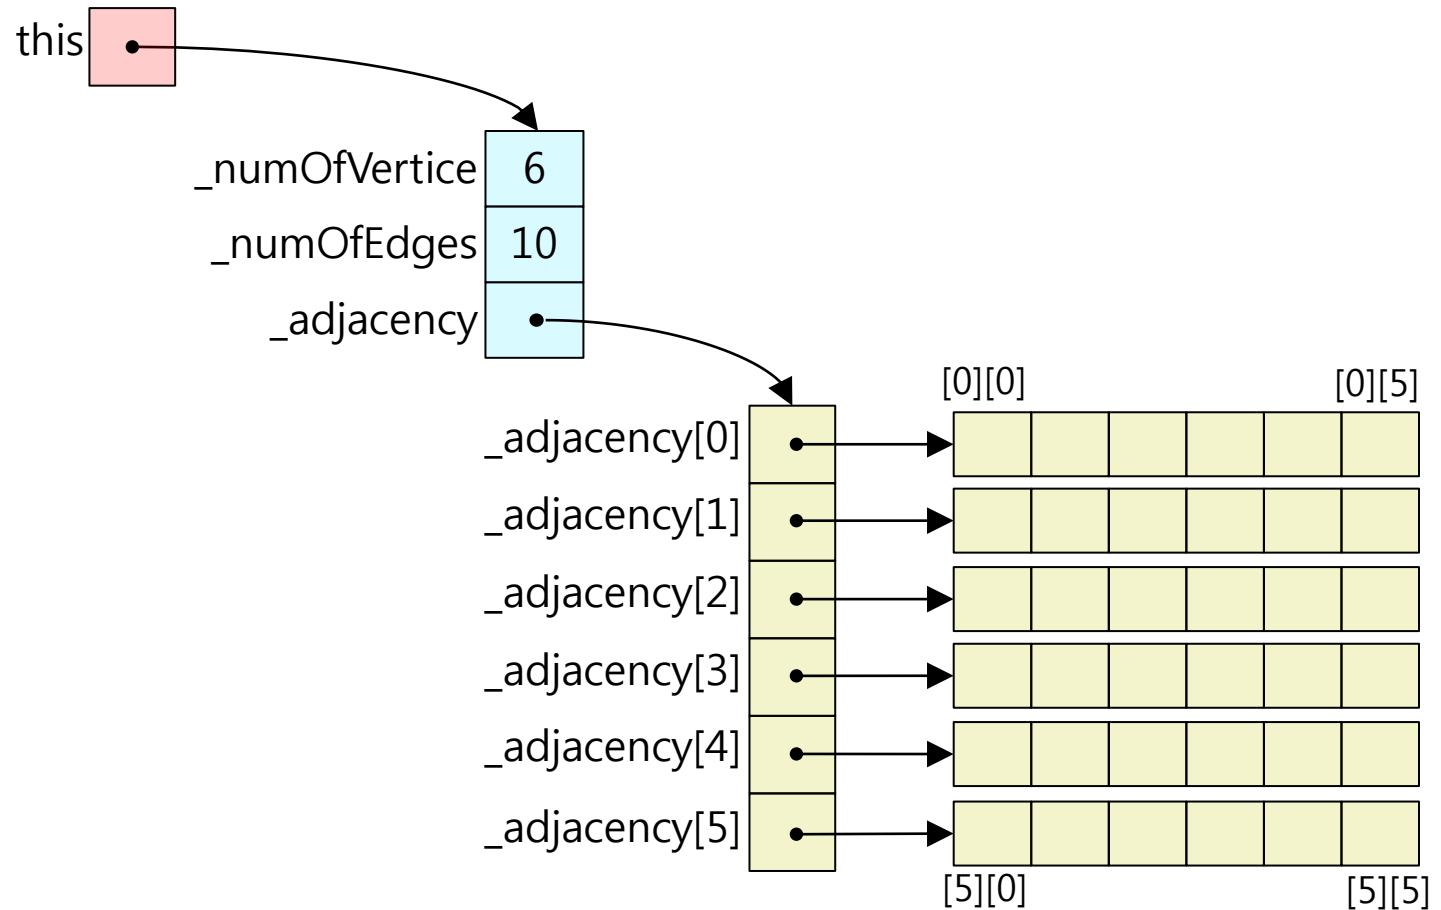 this
_numOfVertice 6
_numOfEdges 10
_adjacency
[0][0] [0][5]
_adjacency[0]
_adjacency[1]
_adjacency[2]
_adjacency[3]
_adjacency[4]
_adjacency[5]
[5][0] [5][5]